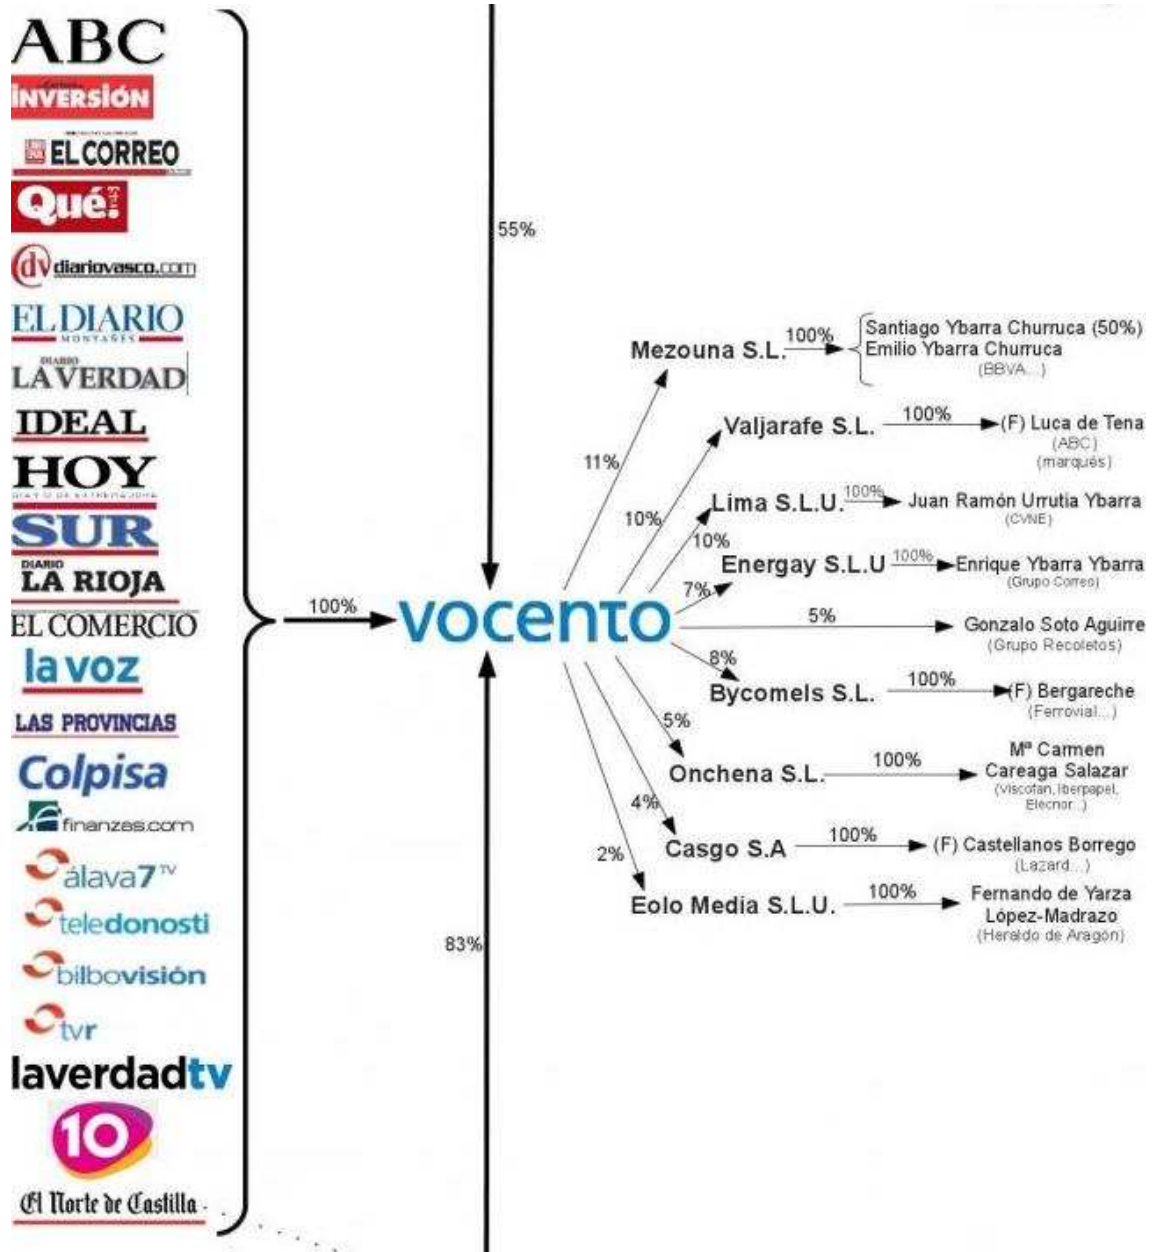 ABC
INVERSIÓN
EL CORREO
Qué!
dv diariovasco.com
EL DIARIO
MONTAÑÉS
DIARIO
LA VERDAD
IDEAL
HOY
SUR
DIARIO
LA RIOJA
EL COMERCIO
la voz
LAS PROVINCIAS
Colpisa
finanzas.com
álava7 TV
teledonosti
bilbovisión
tvr
laverdadtv
10
El Norte de Castilla
100%
vocento
55%
83%
11%
Mezouna S.L.
100%
Santiago Ybarra Churruca (50%)
Emilio Ybarra Churruca
(BBVA...)
10%
Valjarafe S.L.
100%
(F) Luca de Tena
(ABC)
(marqués)
10%
Lima S.L.U.
100%
Juan Ramón Urrutia Ybarra
(CVNE)
7%
Energay S.L.U
100%
Enrique Ybarra Ybarra
(Grupo Correo)
5%
Gonzalo Soto Aguirre
(Grupo Recoletos)
8%
Bycomels S.L.
100%
(F) Bergareche
(Ferrovial...)
5%
Onchena S.L.
100%
Mª Carmen
Careaga Salazar
(Viscofan, Iberpapel,
Elecnor...)
4%
Casgo S.A
100%
(F) Castellanos Borrego
(Lazard...)
2%
Eolo Media S.L.U.
100%
Fernando de Yarza
López-Madrazo
(Heraldo de Aragón)